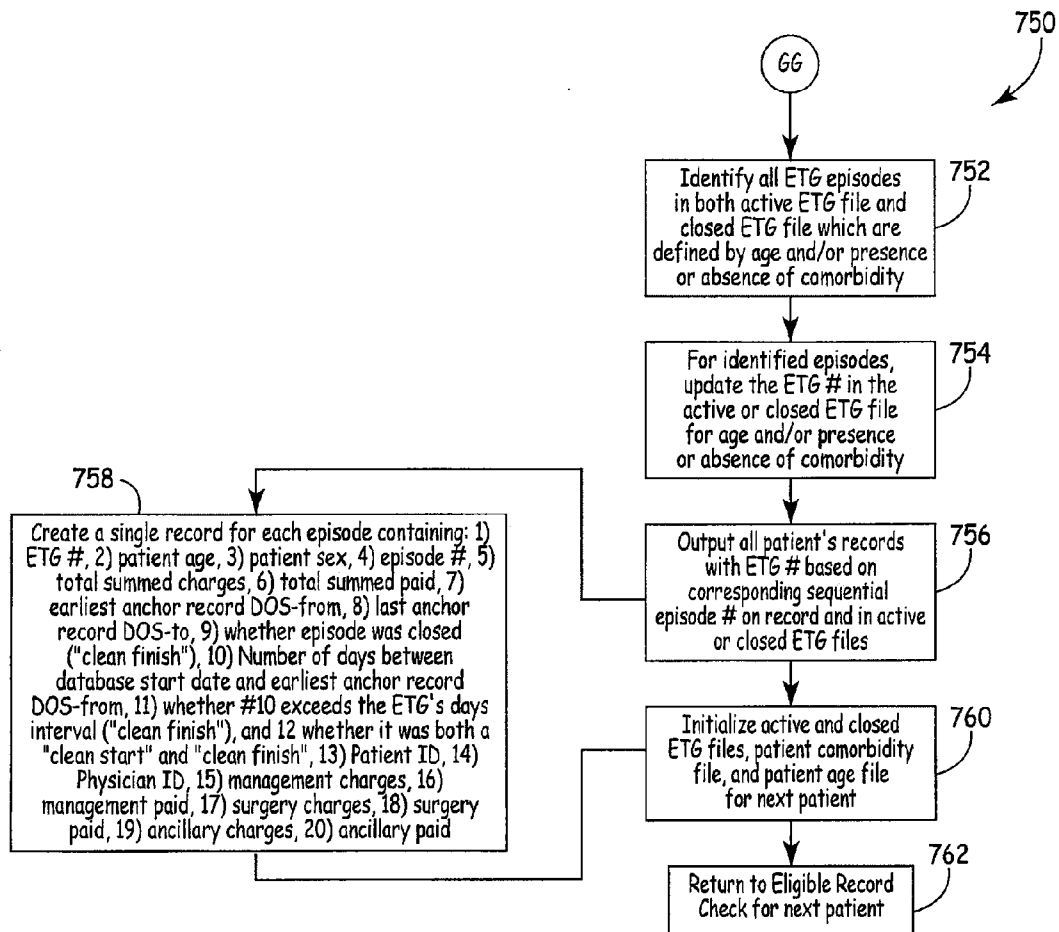 750
GG
752
Identify all ETG episodes
in both active ETG file and
closed ETG file which are
defined by age and/or presence
or absence of comorbidity
754
For identified episodes,
update the ETG # in the
active or closed ETG file
for age and/or presence
or absence of comorbidity
756
Output all patient's records
with ETG # based on
corresponding sequential
episode # on record and in active
or closed ETG files
758
Create a single record for each episode containing: 1)
ETG #, 2) patient age, 3) patient sex, 4) episode #, 5)
total summed charges, 6) total summed paid, 7)
earliest anchor record DOS-from, 8) last anchor
record DOS-to, 9) whether episode was closed
("clean finish"), 10) Number of days between
database start date and earliest anchor record
DOS-from, 11) whether #10 exceeds the ETG's days
interval ("clean finish"), and 12 whether it was both a
"clean start" and "clean finish", 13) Patient ID, 14)
Physician ID, 15) management charges, 16)
management paid, 17) surgery charges, 18) surgery
paid, 19) ancillary charges, 20) ancillary paid
760
Initialize active and closed
ETG files, patient comorbidity
file, and patient age file
for next patient
762
Return to Eligible Record
Check for next patient